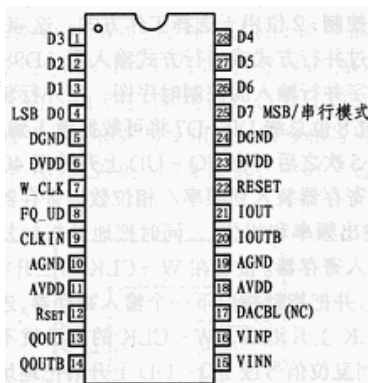 D3 1 28 D4
D2 2 27 D5
D1 3 26 D6
LSB D0 4 25 MSB/串行模式
DGND 5 24 DGND
DVDD 6 23 DVDD
W_CLK 7 22 RESET
FQ_UD 8 21 IOUT
CLKIN 9 20 IOUTB
AGND 10 19 AGND
AVDD 11 18 AVDD
RSET 12 17 DACBL(NC)
QOUT 13 16 VINP
QOUTB 14 15 VINN